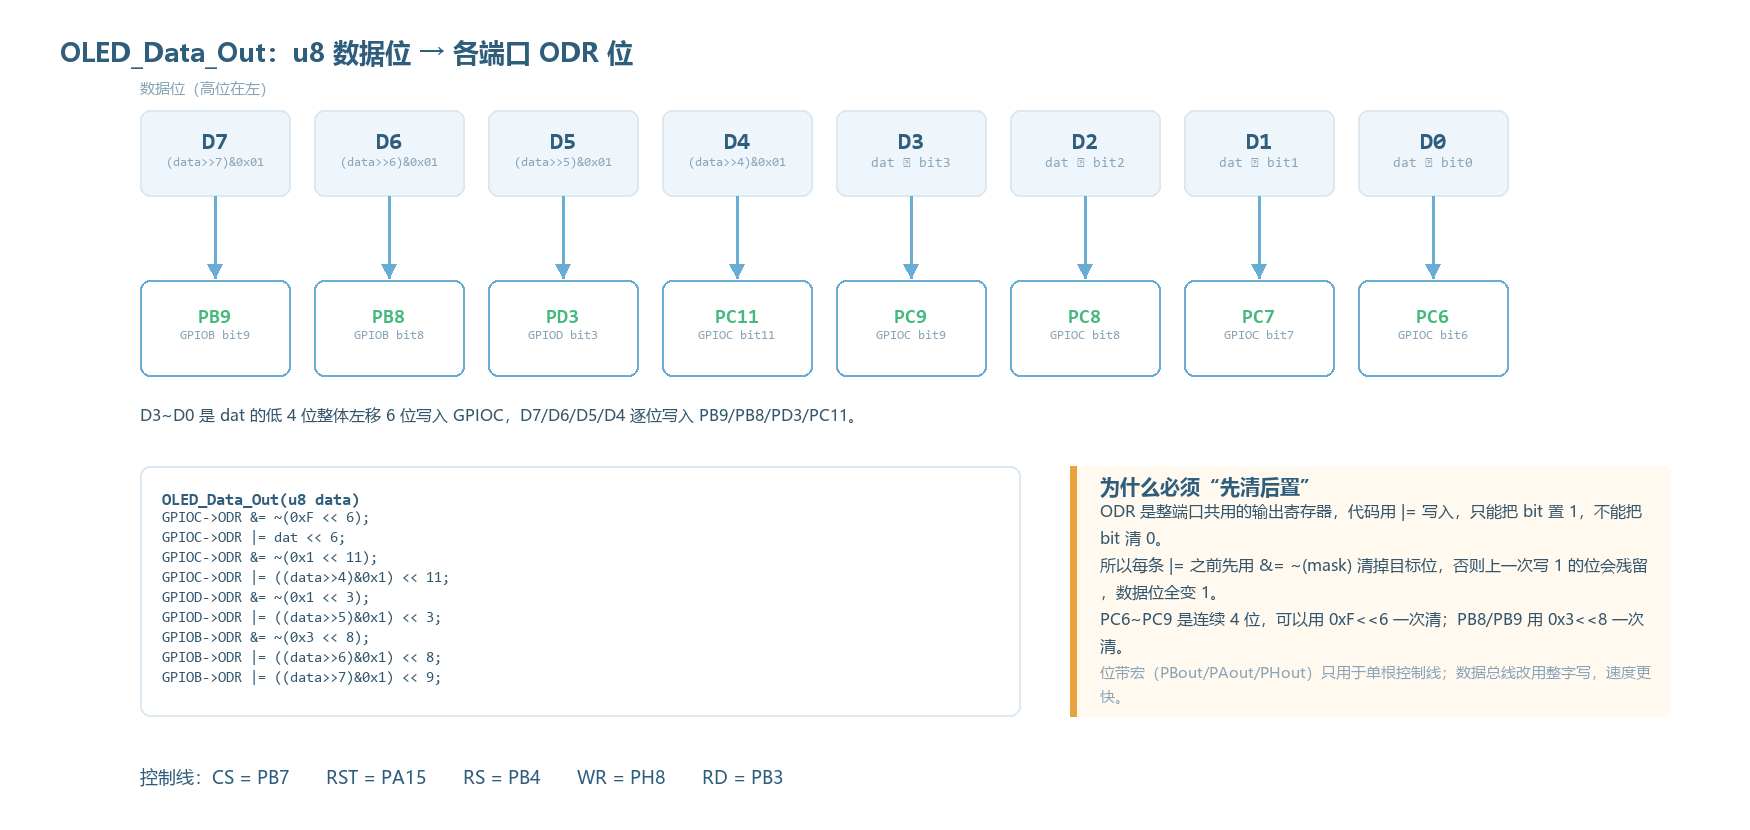 OLED_Data_Out：u8 数据位 → 各端口 ODR 位
数据位（高位在左）
D7 D6 D5 D4 D3 D2 D1 D0
(data>>7)&0x01 (data>>6)&0x01 (data>>5)&0x01 (data>>4)&0x01 dat bit3 dat bit2 dat bit1 dat bit0
PB9 PB8 PD3 PC11 PC9 PC8 PC7 PC6
GPIOB bit9 GPIOB bit8 GPIOD bit3 GPIOC bit11 GPIOC bit9 GPIOC bit8 GPIOC bit7 GPIOC bit6
D3~D0 是 dat 的低 4 位整体左移 6 位写入 GPIOC，D7/D6/D5/D4 逐位写入 PB9/PB8/PD3/PC11。
OLED_Data_Out(u8 data)
GPIOC->ODR &= ~(0xF << 6);
GPIOC->ODR |= dat << 6;
GPIOC->ODR &= ~(0x1 << 11);
GPIOC->ODR |= ((data>>4)&0x1) << 11;
GPIOD->ODR &= ~(0x1 << 3);
GPIOD->ODR |= ((data>>5)&0x1) << 3;
GPIOB->ODR &= ~(0x3 << 8);
GPIOB->ODR |= ((data>>6)&0x1) << 8;
GPIOB->ODR |= ((data>>7)&0x1) << 9;
为什么必须“先清后置”
ODR 是整端口共用的输出寄存器，代码用 |= 写入，只能把 bit 置 1，不能把
bit 清 0。
所以每条 |= 之前先用 &= ~(mask) 清掉目标位，否则上一次写 1 的位会残留
，数据位全变 1。
PC6~PC9 是连续 4 位，可以用 0xF<<6 一次清；PB8/PB9 用 0x3<<8 一次
清。
位带宏（PBout/PAout/PHout）只用于单根控制线；数据总线改用整字写，速度更
快。
控制线：CS = PB7 RST = PA15 RS = PB4 WR = PH8 RD = PB3